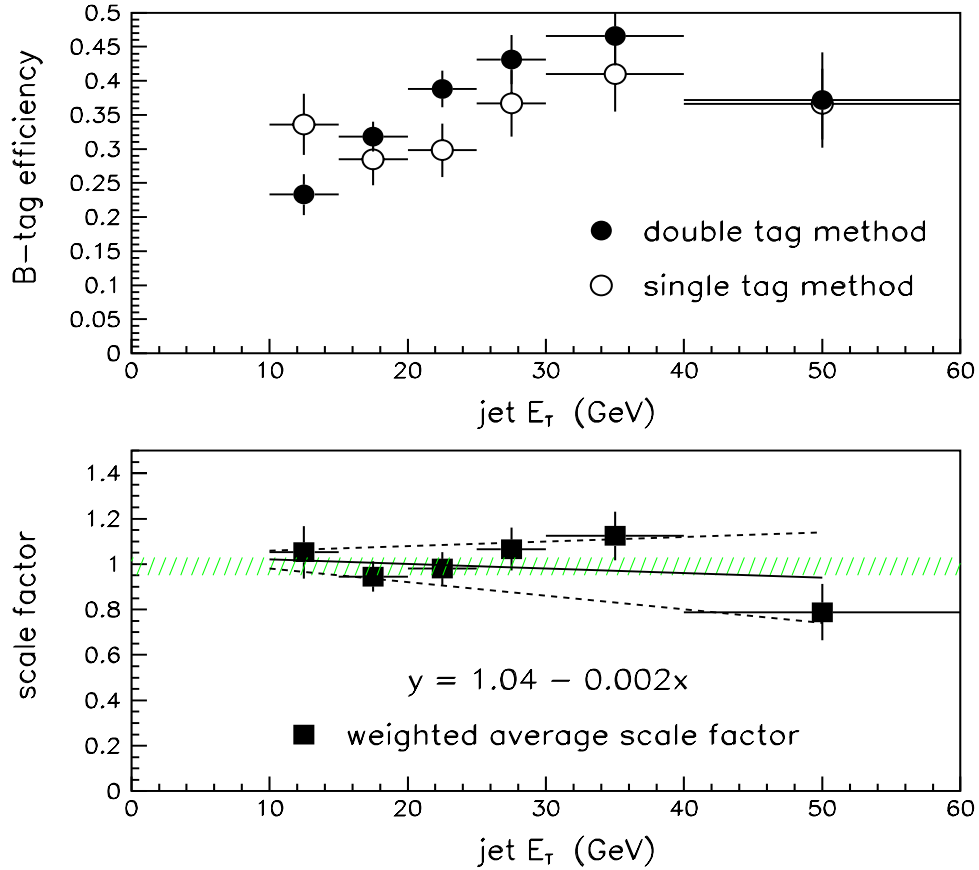 B-tag efficiency
0.5
0.45
0.4
0.35
0.3
0.25
0.2
0.15
0.1
0.05
0
double tag method
single tag method
0 10 20 30 40 50 60
jet E_T (GeV)
scale factor
1.4
1.2
1
0.8
0.6
0.4
0.2
0
y = 1.04 - 0.002x
weighted average scale factor
0 10 20 30 40 50 60
jet E_T (GeV)